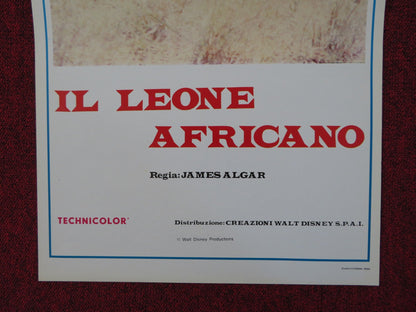 IL LEONE
AFRICANO
Regia: JAMES ALGAR
TECHNICOLOR®
Distribuzione: CREAZIONI WALT DISNEY S.P.A.I.
© Walt Disney Productions